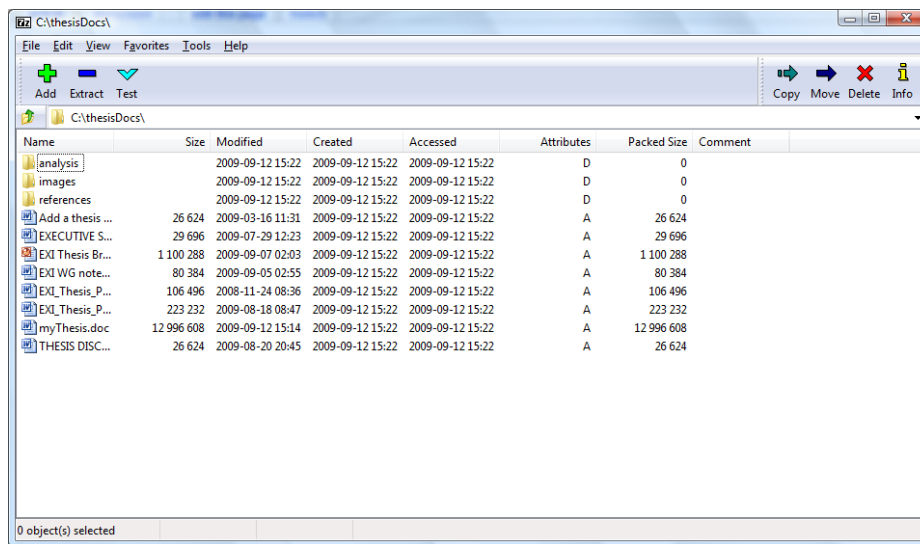 7z C:\thesisDocs\
File Edit View Favorites Tools Help
Add Extract Test Copy Move Delete Info
C:\thesisDocs\
Name Size Modified Created Accessed Attributes Packed Size Comment
analysis 2009-09-12 15:22 2009-09-12 15:22 2009-09-12 15:22 D 0
images 2009-09-12 15:22 2009-09-12 15:22 2009-09-12 15:22 D 0
references 2009-09-12 15:22 2009-09-12 15:22 2009-09-12 15:22 D 0
Add a thesis ... 26 624 2009-03-16 11:31 2009-09-12 15:22 2009-09-12 15:22 A 26 624
EXECUTIVE S... 29 696 2009-07-29 12:23 2009-09-12 15:22 2009-09-12 15:22 A 29 696
EXI Thesis Br... 1 100 288 2009-09-07 02:03 2009-09-12 15:22 2009-09-12 15:22 A 1 100 288
EXI WG note... 80 384 2009-09-05 02:55 2009-09-12 15:22 2009-09-12 15:22 A 80 384
EXI_Thesis_P... 106 496 2008-11-24 08:36 2009-09-12 15:22 2009-09-12 15:22 A 106 496
EXI_Thesis_P... 223 232 2009-08-18 08:47 2009-09-12 15:22 2009-09-12 15:22 A 223 232
myThesis.doc 12 996 608 2009-09-12 15:14 2009-09-12 15:22 2009-09-12 15:22 A 12 996 608
THESIS DISC... 26 624 2009-08-20 20:45 2009-09-12 15:22 2009-09-12 15:22 A 26 624
0 object(s) selected